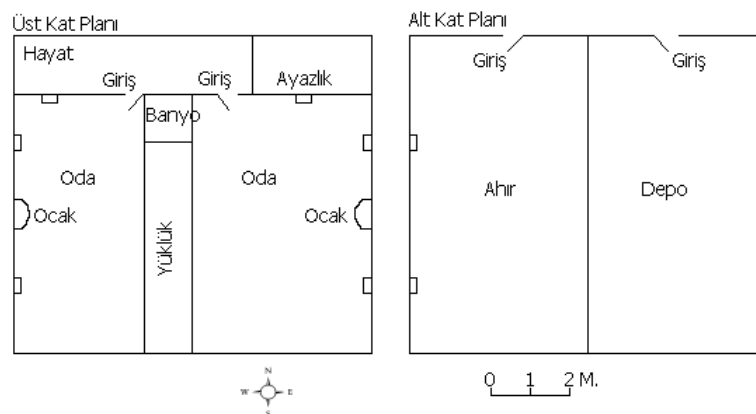 Üst Kat Planı
Hayat
Giriş
Giriş
Ayazlık
Banyo
Oda
Oda
Ocak
Ocak
Yüklük
N
W E
S
Alt Kat Planı
Giriş
Giriş
Ahır
Depo
0 1 2 M.